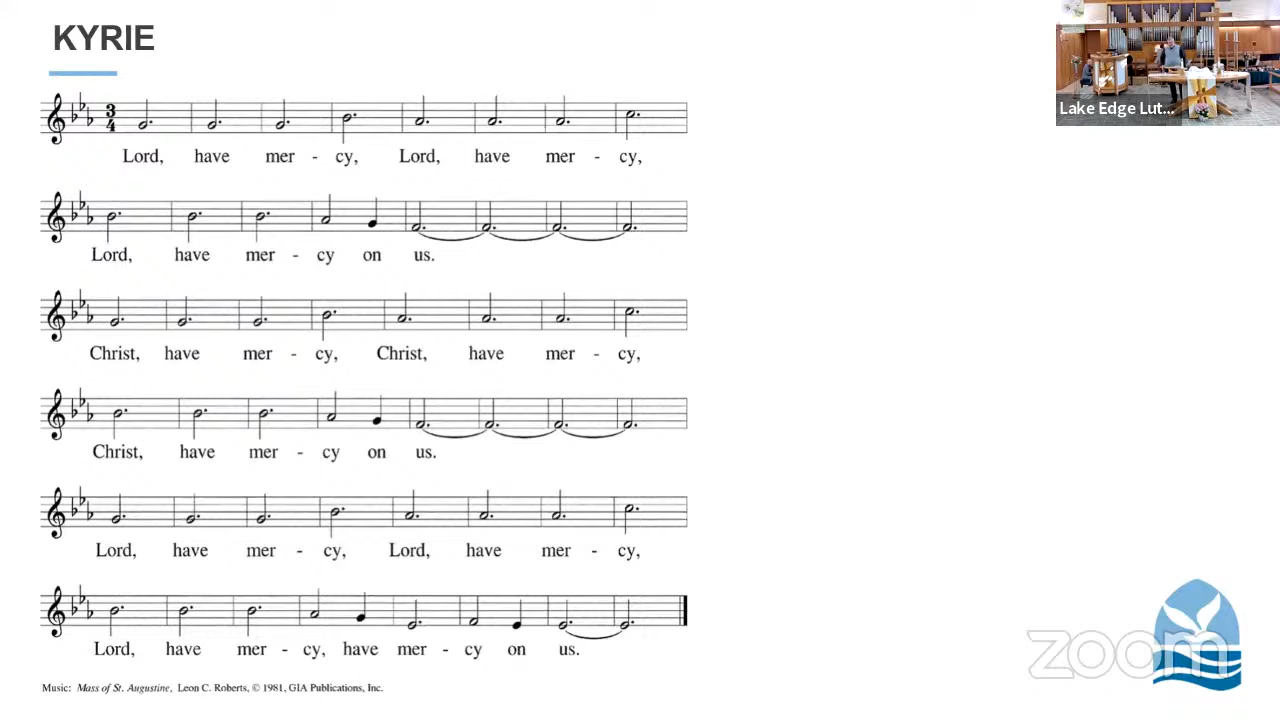 KYRIE
Lake Edge Lut...
3
4
Lord, have mer - cy, Lord, have mer - cy,
Lord, have mer - cy on us.
Christ, have mer - cy, Christ, have mer - cy,
Christ, have mer - cy on us.
Lord, have mer - cy, Lord, have mer - cy,
Lord, have mer - cy, have mer - cy on us.
Music: Mass of St. Augustine, Leon C. Roberts, © 1981, GIA Publications, Inc.
zoom